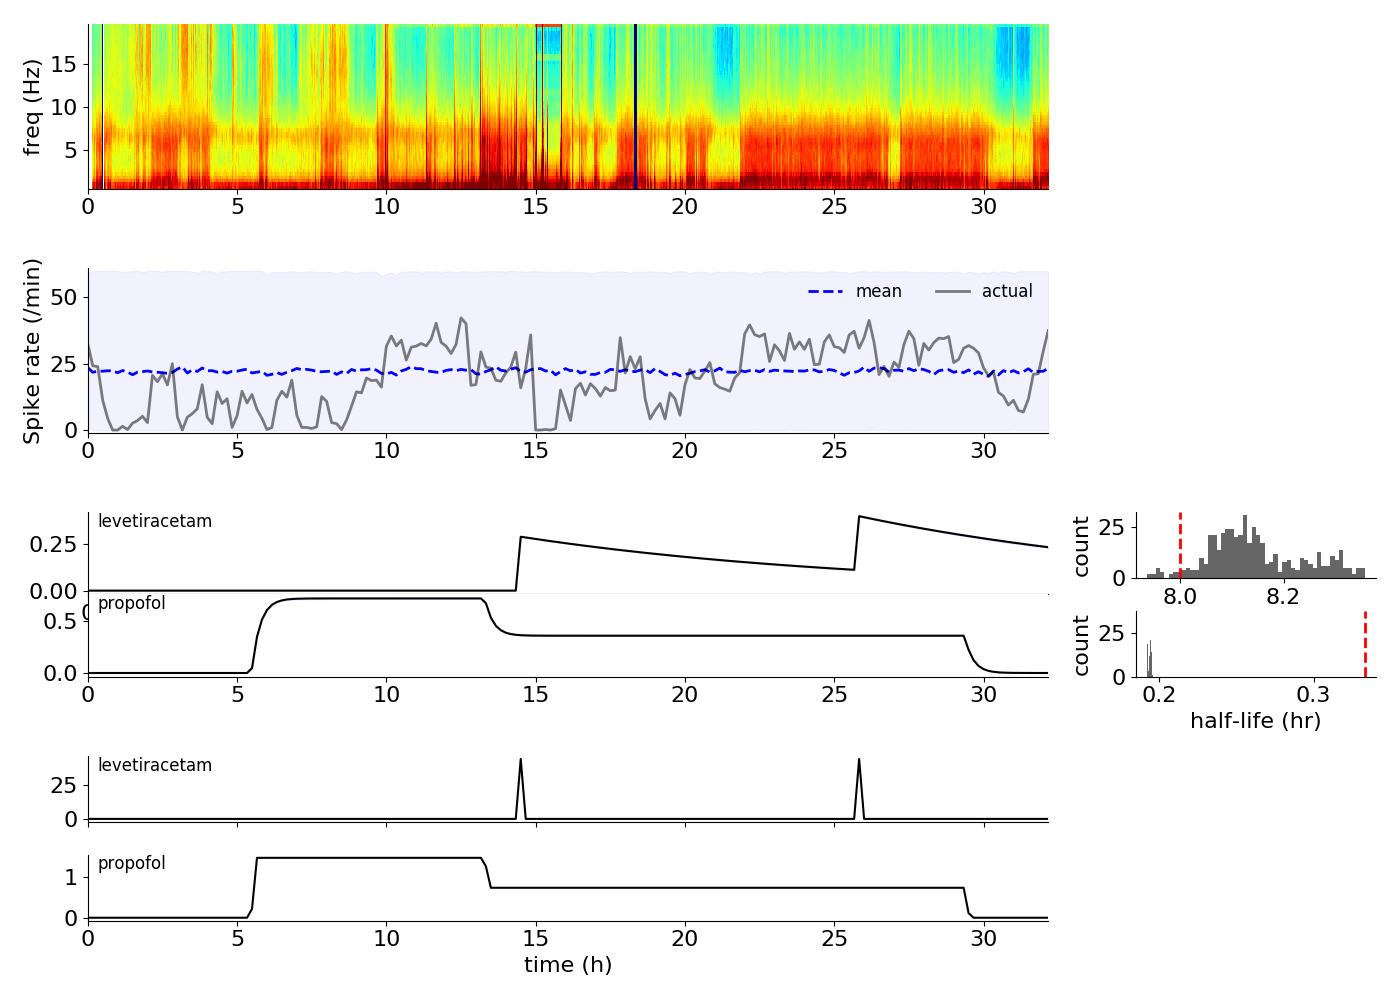 freq (Hz)
15
10
5
0 5 10 15 20 25 30
Spike rate (/min)
50
25
0
mean actual
0 5 10 15 20 25 30
levetiracetam
0.25
0.00
0
propofol
0.5
0.0
0 5 10 15 20 25 30
count
25
0
8.0 8.2
count
25
0
0.2 0.3
half-life (hr)
levetiracetam
25
0
propofol
1
0
0 5 10 15 20 25 30
time (h)